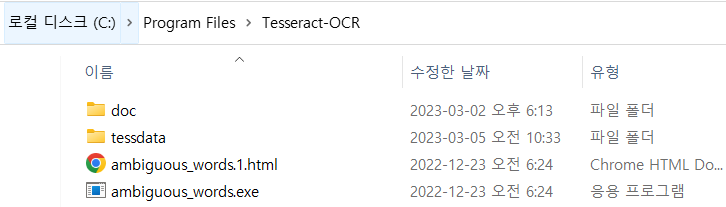 로컬 디스크 (C:) > Program Files > Tesseract-OCR
이름 수정한 날짜 유형
doc 2023-03-02 오후 6:13 파일 폴더
tessdata 2023-03-05 오전 10:33 파일 폴더
ambiguous_words.1.html 2022-12-23 오전 6:24 Chrome HTML Do...
ambiguous_words.exe 2022-12-23 오전 6:24 응용 프로그램